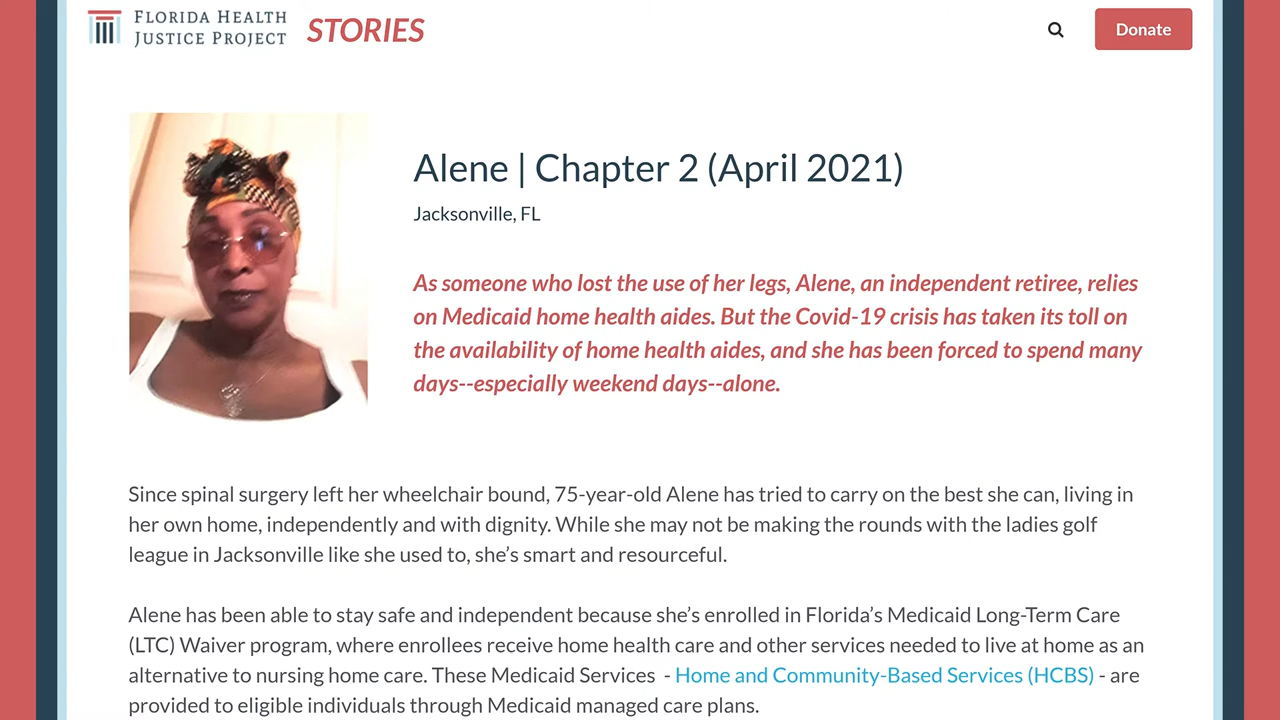 FLORIDA HEALTH
JUSTICE PROJECT
STORIES
Donate
Alene | Chapter 2 (April 2021)
Jacksonville, FL
As someone who lost the use of her legs, Alene, an independent retiree, relies
on Medicaid home health aides. But the Covid-19 crisis has taken its toll on
the availability of home health aides, and she has been forced to spend many
days--especially weekend days--alone.
Since spinal surgery left her wheelchair bound, 75-year-old Alene has tried to carry on the best she can, living in
her own home, independently and with dignity. While she may not be making the rounds with the ladies golf
league in Jacksonville like she used to, she’s smart and resourceful.
Alene has been able to stay safe and independent because she’s enrolled in Florida’s Medicaid Long-Term Care
(LTC) Waiver program, where enrollees receive home health care and other services needed to live at home as an
alternative to nursing home care. These Medicaid Services - Home and Community-Based Services (HCBS) - are
provided to eligible individuals through Medicaid managed care plans.